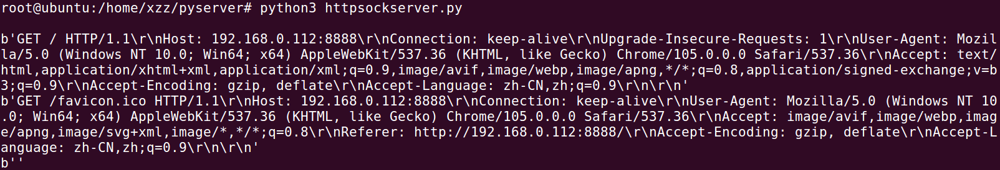 root@ubuntu:/home/xzz/pyserver# python3 httpsockserver.py
b'GET / HTTP/1.1\r\nHost: 192.168.0.112:8888\r\nConnection: keep-alive\r\nUpgrade-Insecure-Requests: 1\r\nUser-Agent: Mozil
la/5.0 (Windows NT 10.0; Win64; x64) AppleWebKit/537.36 (KHTML, like Gecko) Chrome/105.0.0.0 Safari/537.36\r\nAccept: text/
html,application/xhtml+xml,application/xml;q=0.9,image/avif,image/webp,image/apng,*/*;q=0.8,application/signed-exchange;v=b
3;q=0.9\r\nAccept-Encoding: gzip, deflate\r\nAccept-Language: zh-CN,zh;q=0.9\r\n\r\n'
b'GET /favicon.ico HTTP/1.1\r\nHost: 192.168.0.112:8888\r\nConnection: keep-alive\r\nUser-Agent: Mozilla/5.0 (Windows NT 10
.0; Win64; x64) AppleWebKit/537.36 (KHTML, like Gecko) Chrome/105.0.0.0 Safari/537.36\r\nAccept: image/avif,image/webp,imag
e/apng,image/svg+xml,image/*,*/*;q=0.8\r\nReferer: http://192.168.0.112:8888/\r\nAccept-Encoding: gzip, deflate\r\nAccept-L
anguage: zh-CN,zh;q=0.9\r\n\r\n'
b''